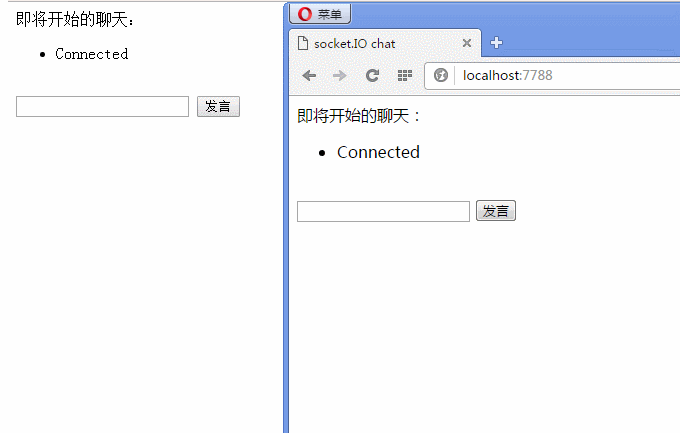 即将开始的聊天：
Connected
发言
菜单
socket.IO chat
localhost:7788
即将开始的聊天：
Connected
发言